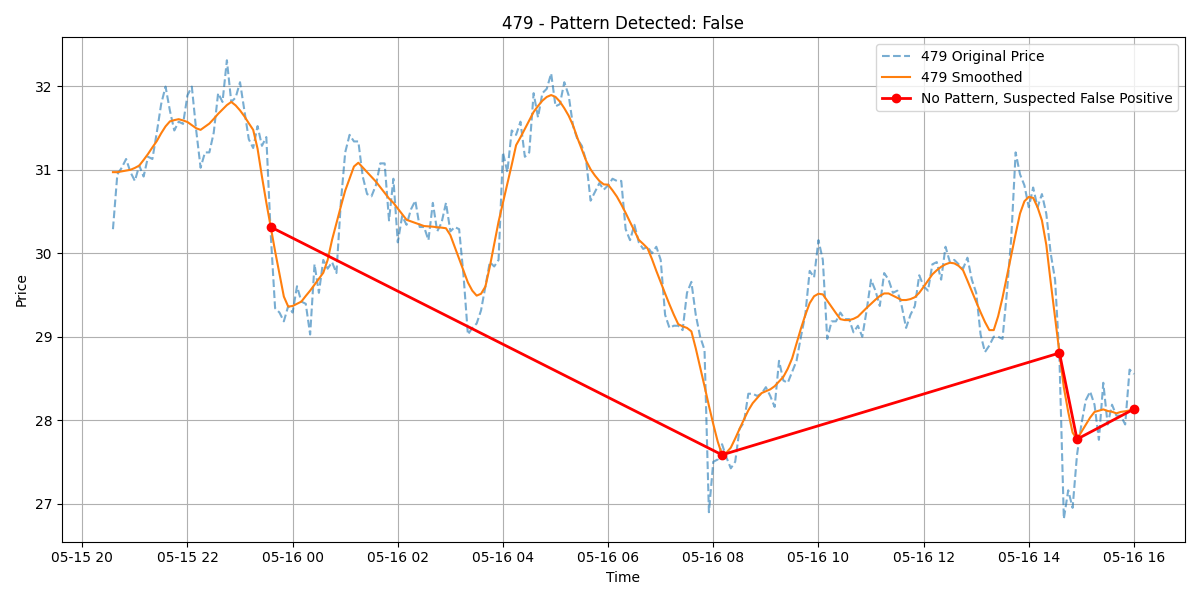 479 - Pattern Detected: False
479 Original Price
479 Smoothed
No Pattern, Suspected False Positive
Price
32
31
30
29
28
27
05-15 20
05-15 22
05-16 00
05-16 02
05-16 04
05-16 06
05-16 08
05-16 10
05-16 12
05-16 14
05-16 16
Time